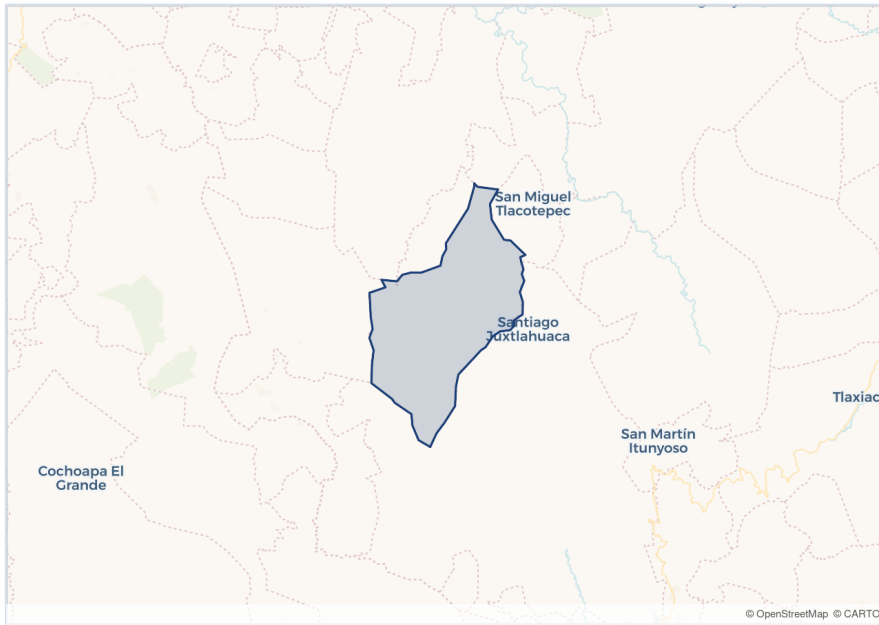 San Miguel
Tlacotepec
Santiago
Juxtlahuaca
Tlaxiac
San Martín
Itunyoso
Cochoapa El
Grande
© OpenStreetMap © CARTO